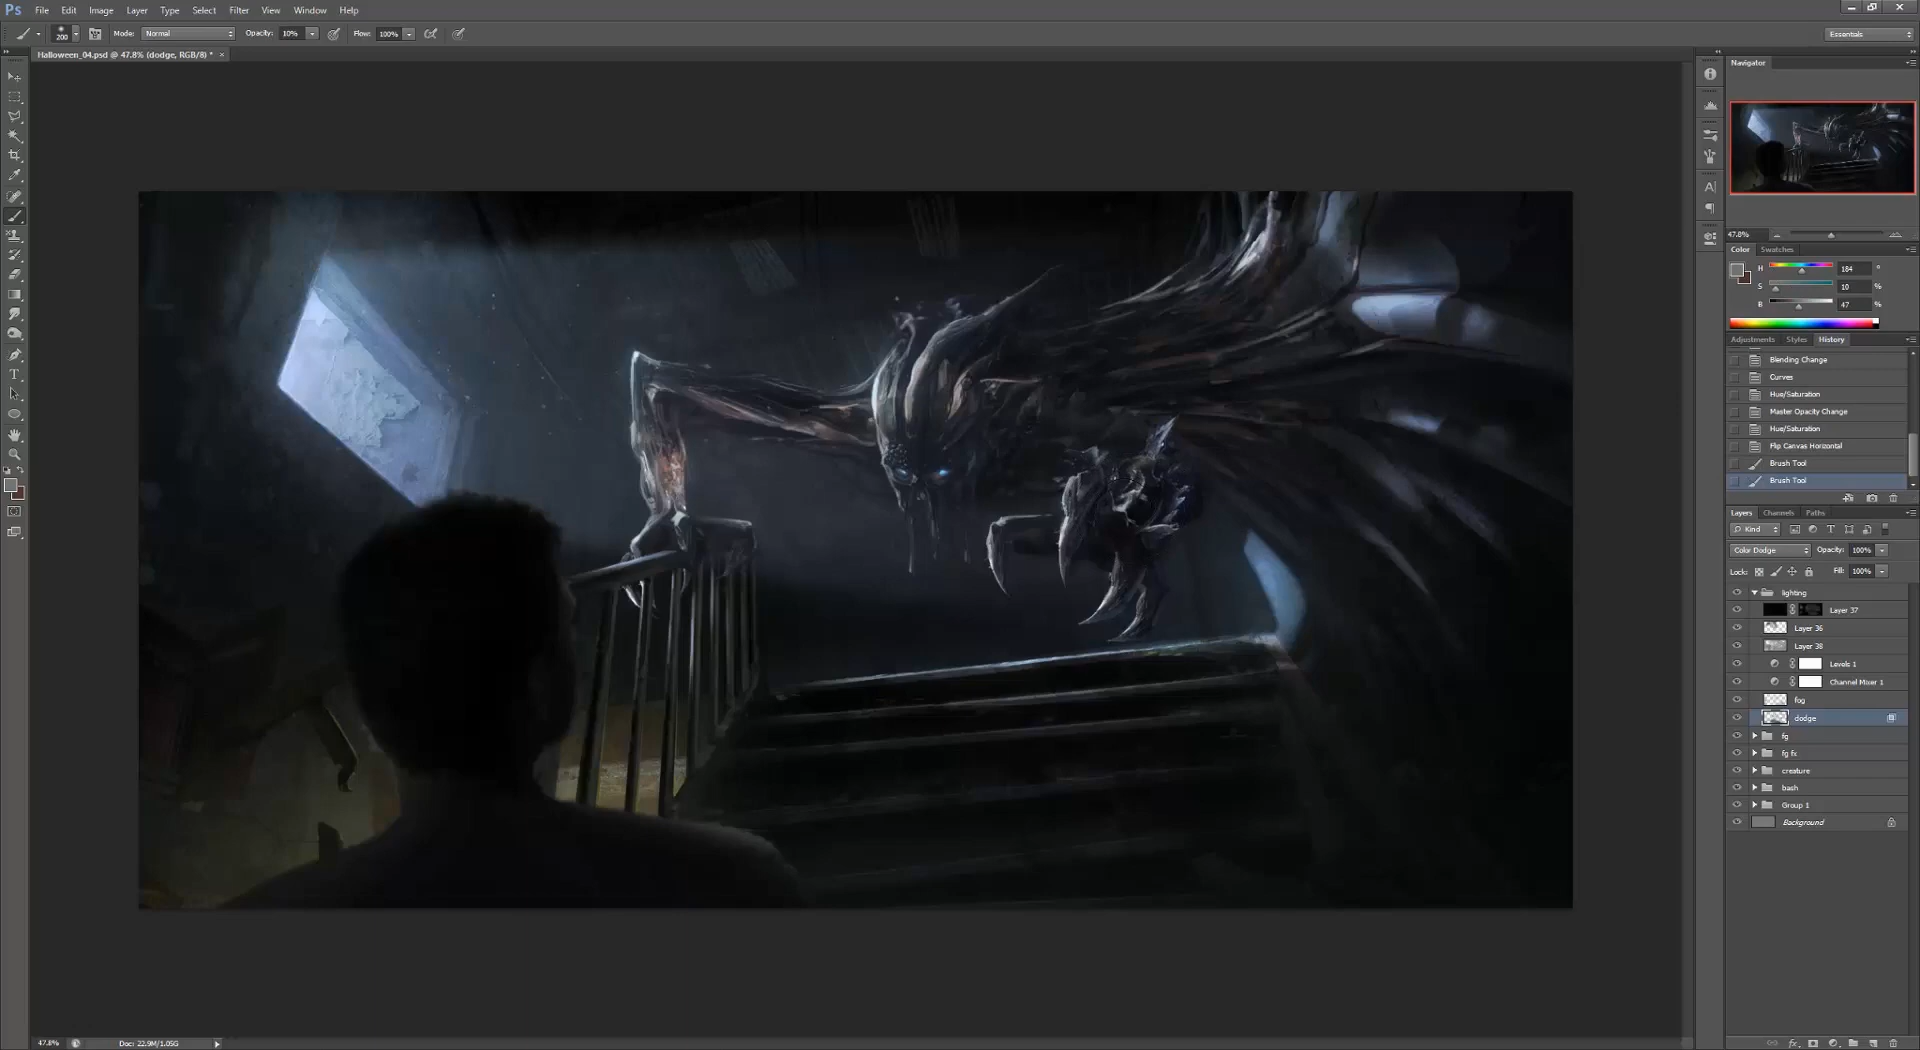 Ps File Edit Image Layer Type Select Filter View Window Help
200 Mode: Normal Opacity: 10% Flow: 100% Essentials
Halloween_04.psd @ 47.8% (dodge, RGB/8) * ×
Navigator
47.8%
Color Swatches
H 184 °
S 10 %
B 47 %
Adjustments Styles History
Blending Change
Curves
Hue/Saturation
Master Opacity Change
Hue/Saturation
Flip Canvas Horizontal
Brush Tool
Brush Tool
Layers Channels Paths
Kind
Color Dodge Opacity: 100%
Lock: Fill: 100%
lighting
Layer 37
Layer 36
Layer 38
Levels 1
Channel Mixer 1
fog
dodge
fg
fg fx
creature
bash
Group 1
Background
47.8% Doc: 22.9M/1.05G